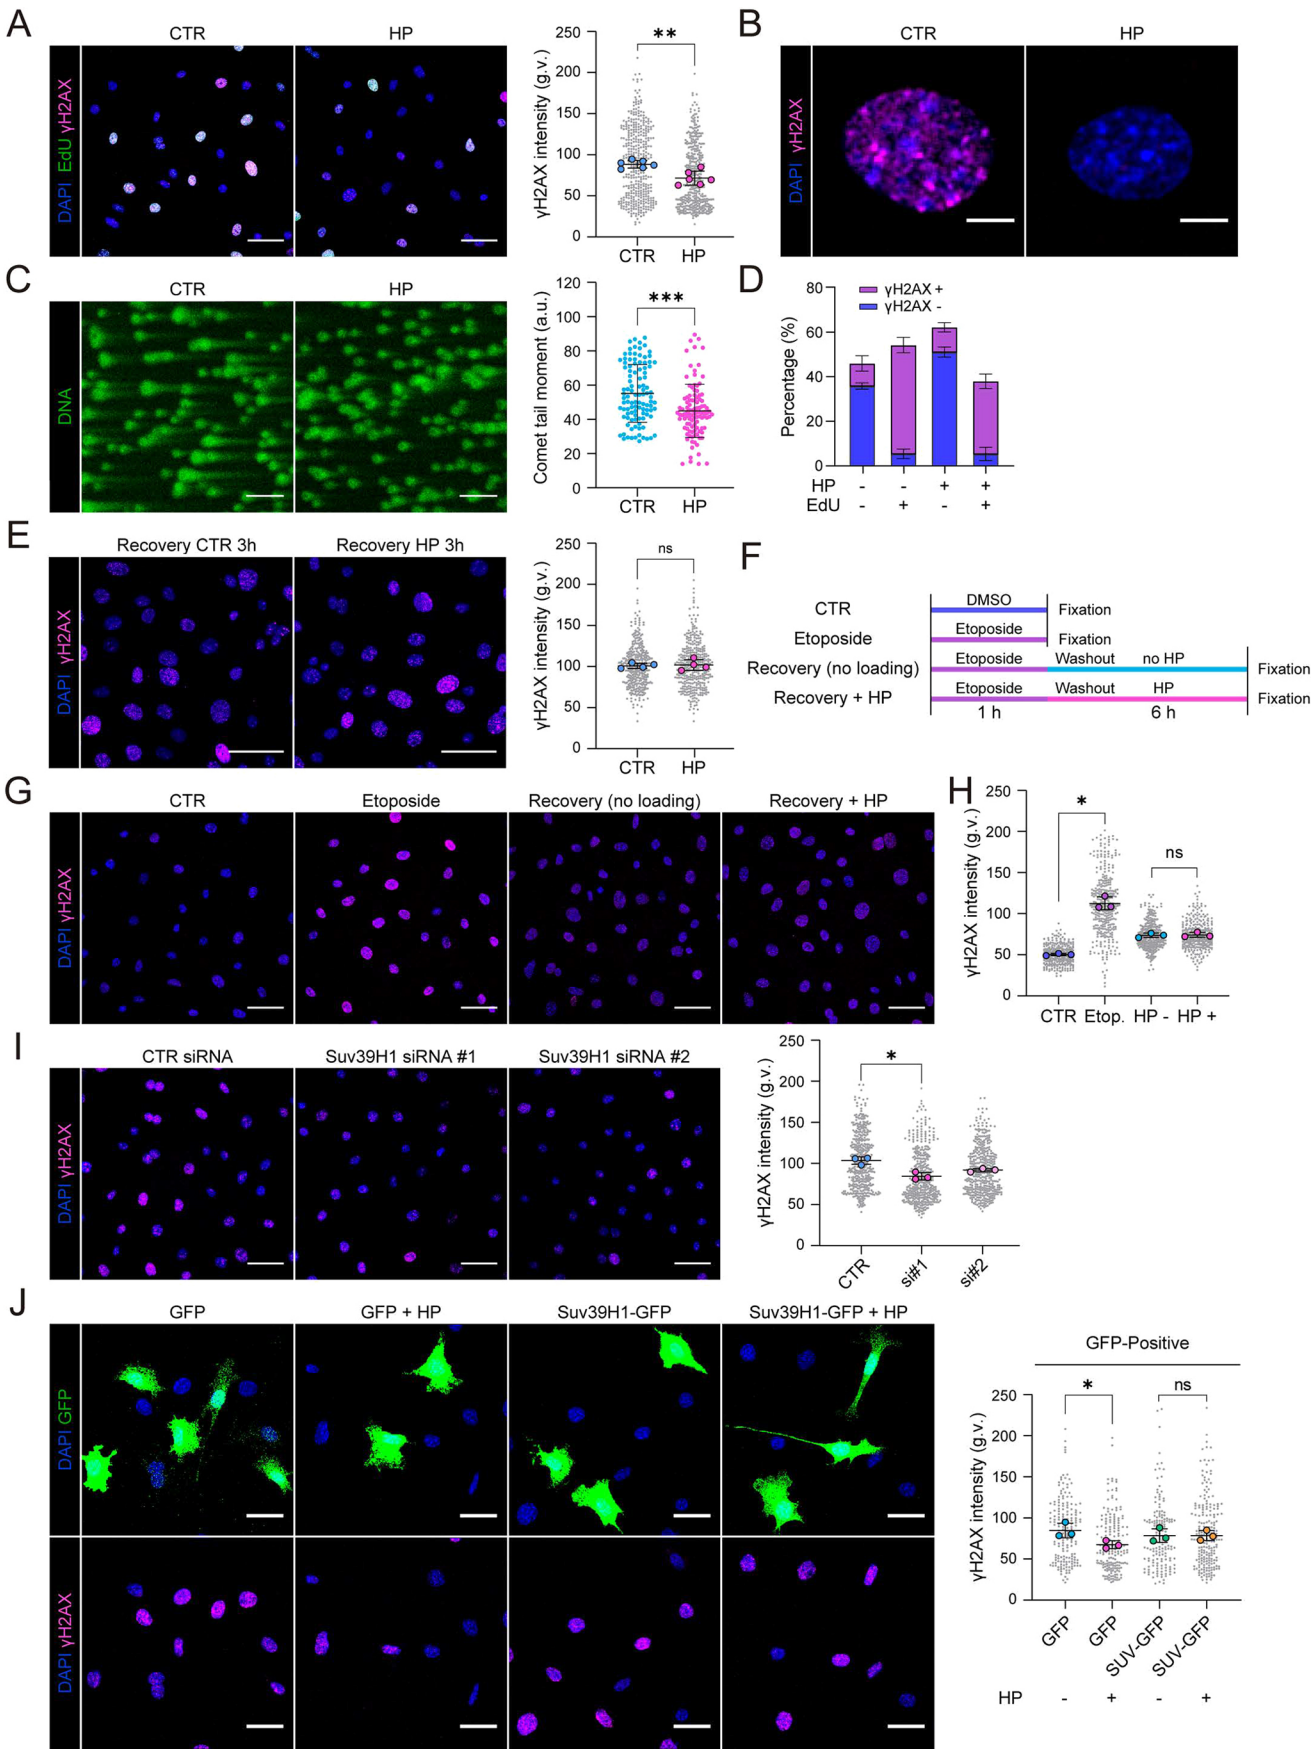 A
CTR
HP
DAPI EdU γH2AX
γH2AX intensity (g.v.)
250
200
150
100
50
0
**
CTR
HP
B
CTR
HP
DAPI γH2AX
C
CTR
HP
DNA
Comet tail moment (a.u.)
120
100
80
60
40
20
0
***
CTR
HP
D
γH2AX +
γH2AX -
Percentage (%)
80
60
40
20
0
HP - - + +
EdU - + - +
E
Recovery CTR 3h
Recovery HP 3h
DAPI γH2AX
γH2AX intensity (g.v.)
250
200
150
100
50
0
ns
CTR
HP
F
CTR
DMSO
Fixation
Etoposide
Etoposide
Fixation
Recovery (no loading)
Etoposide
Washout
no HP
Fixation
Recovery + HP
Etoposide
Washout
HP
Fixation
1 h
6 h
G
CTR
Etoposide
Recovery (no loading)
Recovery + HP
DAPI γH2AX
H
γH2AX intensity (g.v.)
250
200
150
100
50
0
*
ns
CTR
Etop.
HP -
HP +
I
CTR siRNA
Suv39H1 siRNA #1
Suv39H1 siRNA #2
DAPI γH2AX
γH2AX intensity (g.v.)
250
200
150
100
50
0
*
CTR
si#1
si#2
J
GFP
GFP + HP
Suv39H1-GFP
Suv39H1-GFP + HP
DAPI GFP
DAPI γH2AX
GFP-Positive
γH2AX intensity (g.v.)
250
200
150
100
50
0
*
ns
GFP
GFP
SUV-GFP
SUV-GFP
HP - + - +